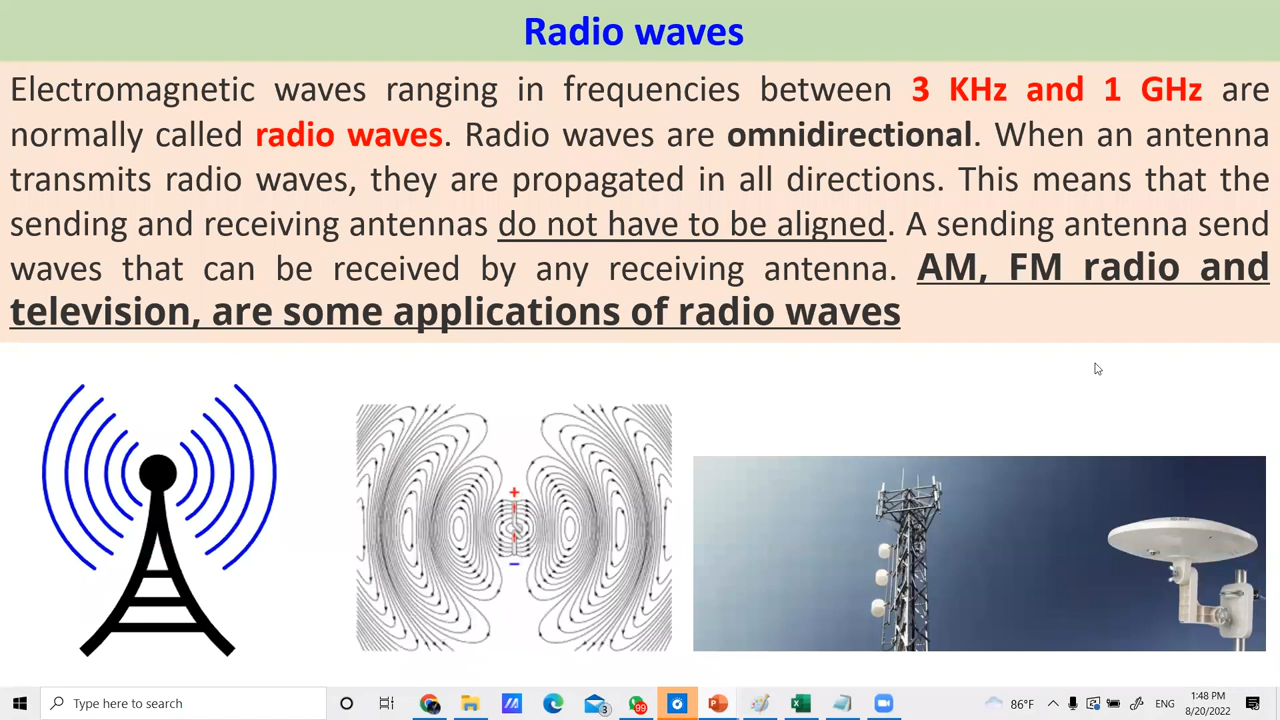 Radio waves
Electromagnetic waves ranging in frequencies between 3 KHz and 1 GHz are
normally called radio waves. Radio waves are omnidirectional. When an antenna
transmits radio waves, they are propagated in all directions. This means that the
sending and receiving antennas do not have to be aligned. A sending antenna send
waves that can be received by any receiving antenna. AM, FM radio and
television, are some applications of radio waves
+
−
Type here to search
3
99
86°F
ENG
1:48 PM
8/20/2022